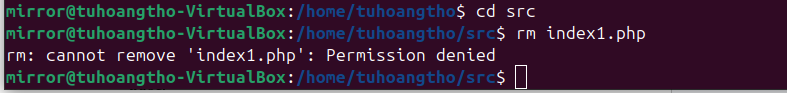 mirror@tuhoangtho-VirtualBox:/home/tuhoangtho$ cd src
mirror@tuhoangtho-VirtualBox:/home/tuhoangtho/src$ rm index1.php
rm: cannot remove 'index1.php': Permission denied
mirror@tuhoangtho-VirtualBox:/home/tuhoangtho/src$